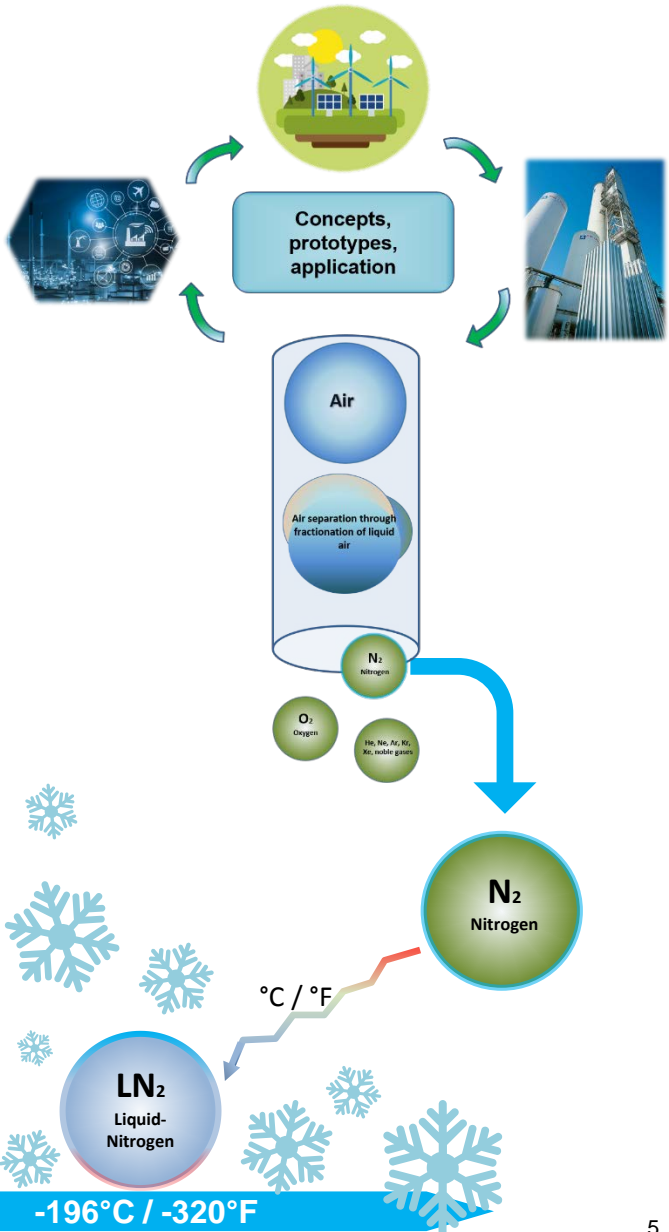 Concepts,
prototypes,
application
Air
Air separation through
fractionation of liquid
air
N₂
Nitrogen
O₂
Oxygen
He, Ne, Ar, Kr,
Xe, noble gases
N₂
Nitrogen
°C / °F
LN₂
Liquid-
Nitrogen
-196°C / -320°F
5